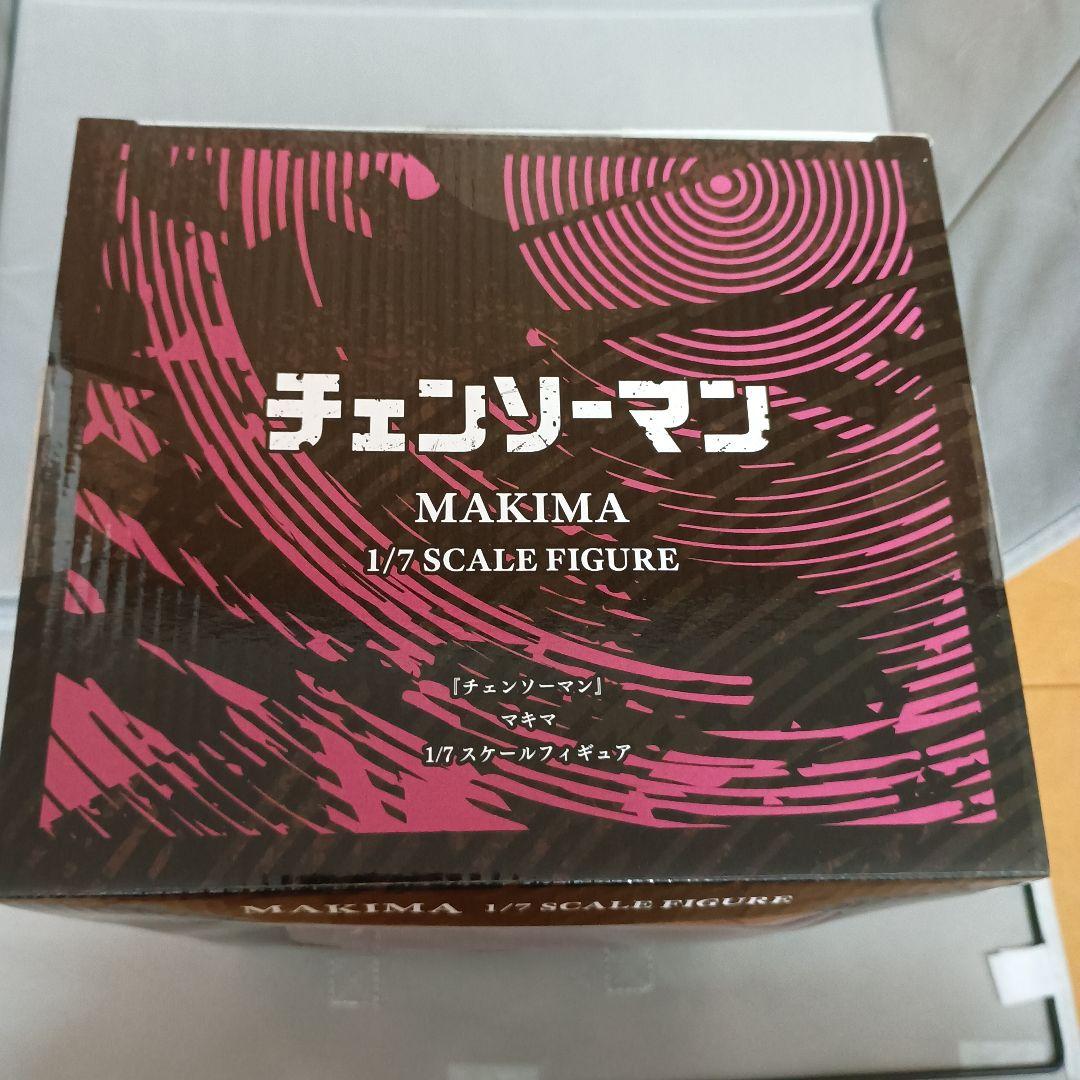 チェンソーマン
MAKIMA
1/7 SCALE FIGURE
『チェンソーマン』
マキマ
1/7 スケールフィギュア
MAKIMA 1/7 SCALE FIGURE